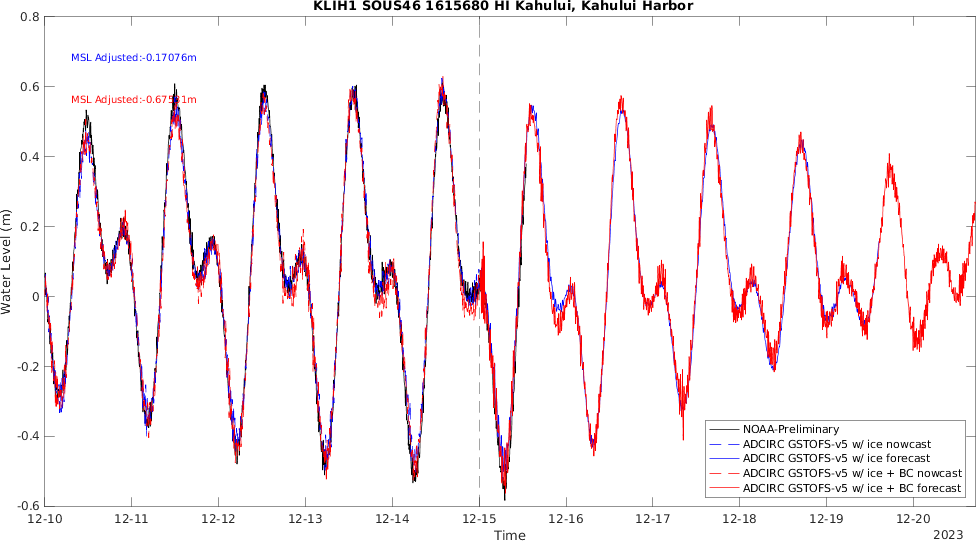 KLIH1 SOUS46 1615680 HI Kahului, Kahului Harbor
0.8
0.6
0.4
0.2
0
-0.2
-0.4
-0.6
Water Level (m)
MSL Adjusted:-0.17076m
MSL Adjusted:
NOAA-Preliminary
ADCIRC GSTOFS-v5 w/ ice nowcast
ADCIRC GSTOFS-v5 w/ ice forecast
ADCIRC GSTOFS-v5 w/ ice + BC nowcast
ADCIRC GSTOFS-v5 w/ ice + BC forecast
12-10 12-11 12-12 12-13 12-14 12-15 12-16 12-17 12-18 12-19 12-20
Time
2023